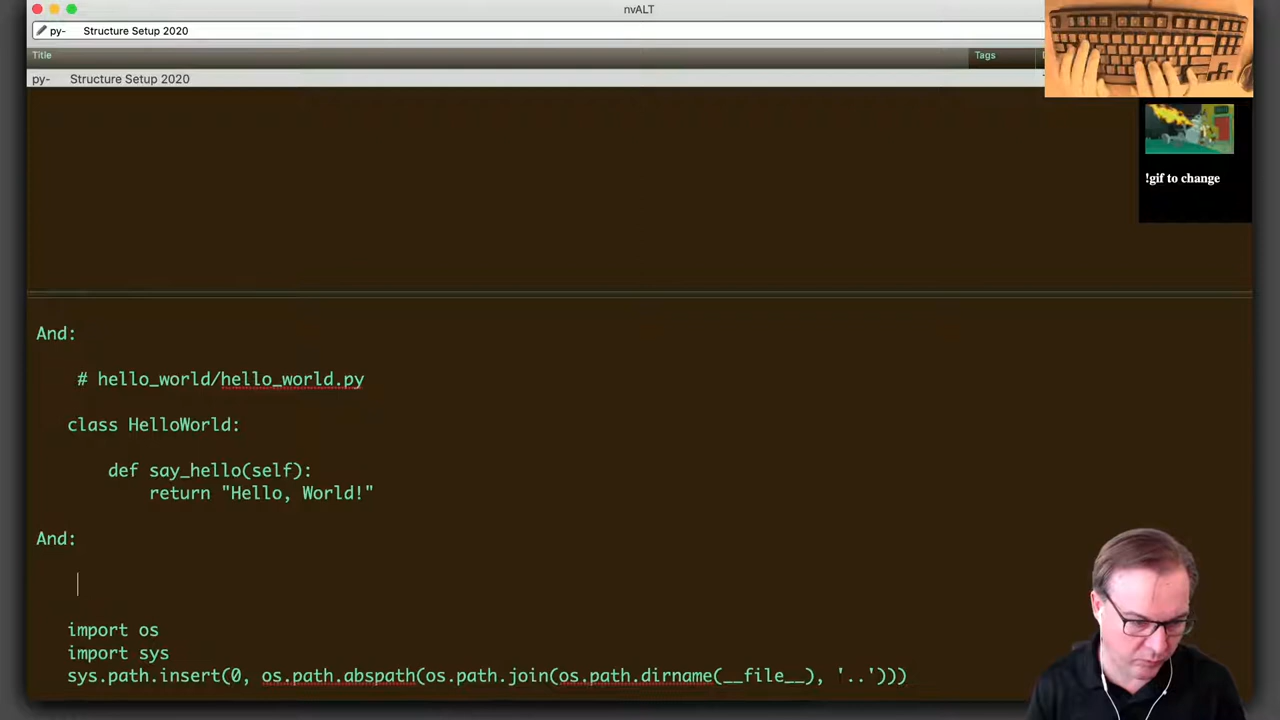 nvALT
py- Structure Setup 2020
Title
Tags
py- Structure Setup 2020
!gif to change
And:
# hello_world/hello_world.py
class HelloWorld:
def say_hello(self):
return "Hello, World!"
And:
import os
import sys
sys.path.insert(0, os.path.abspath(os.path.join(os.path.dirname(__file__), '..')))